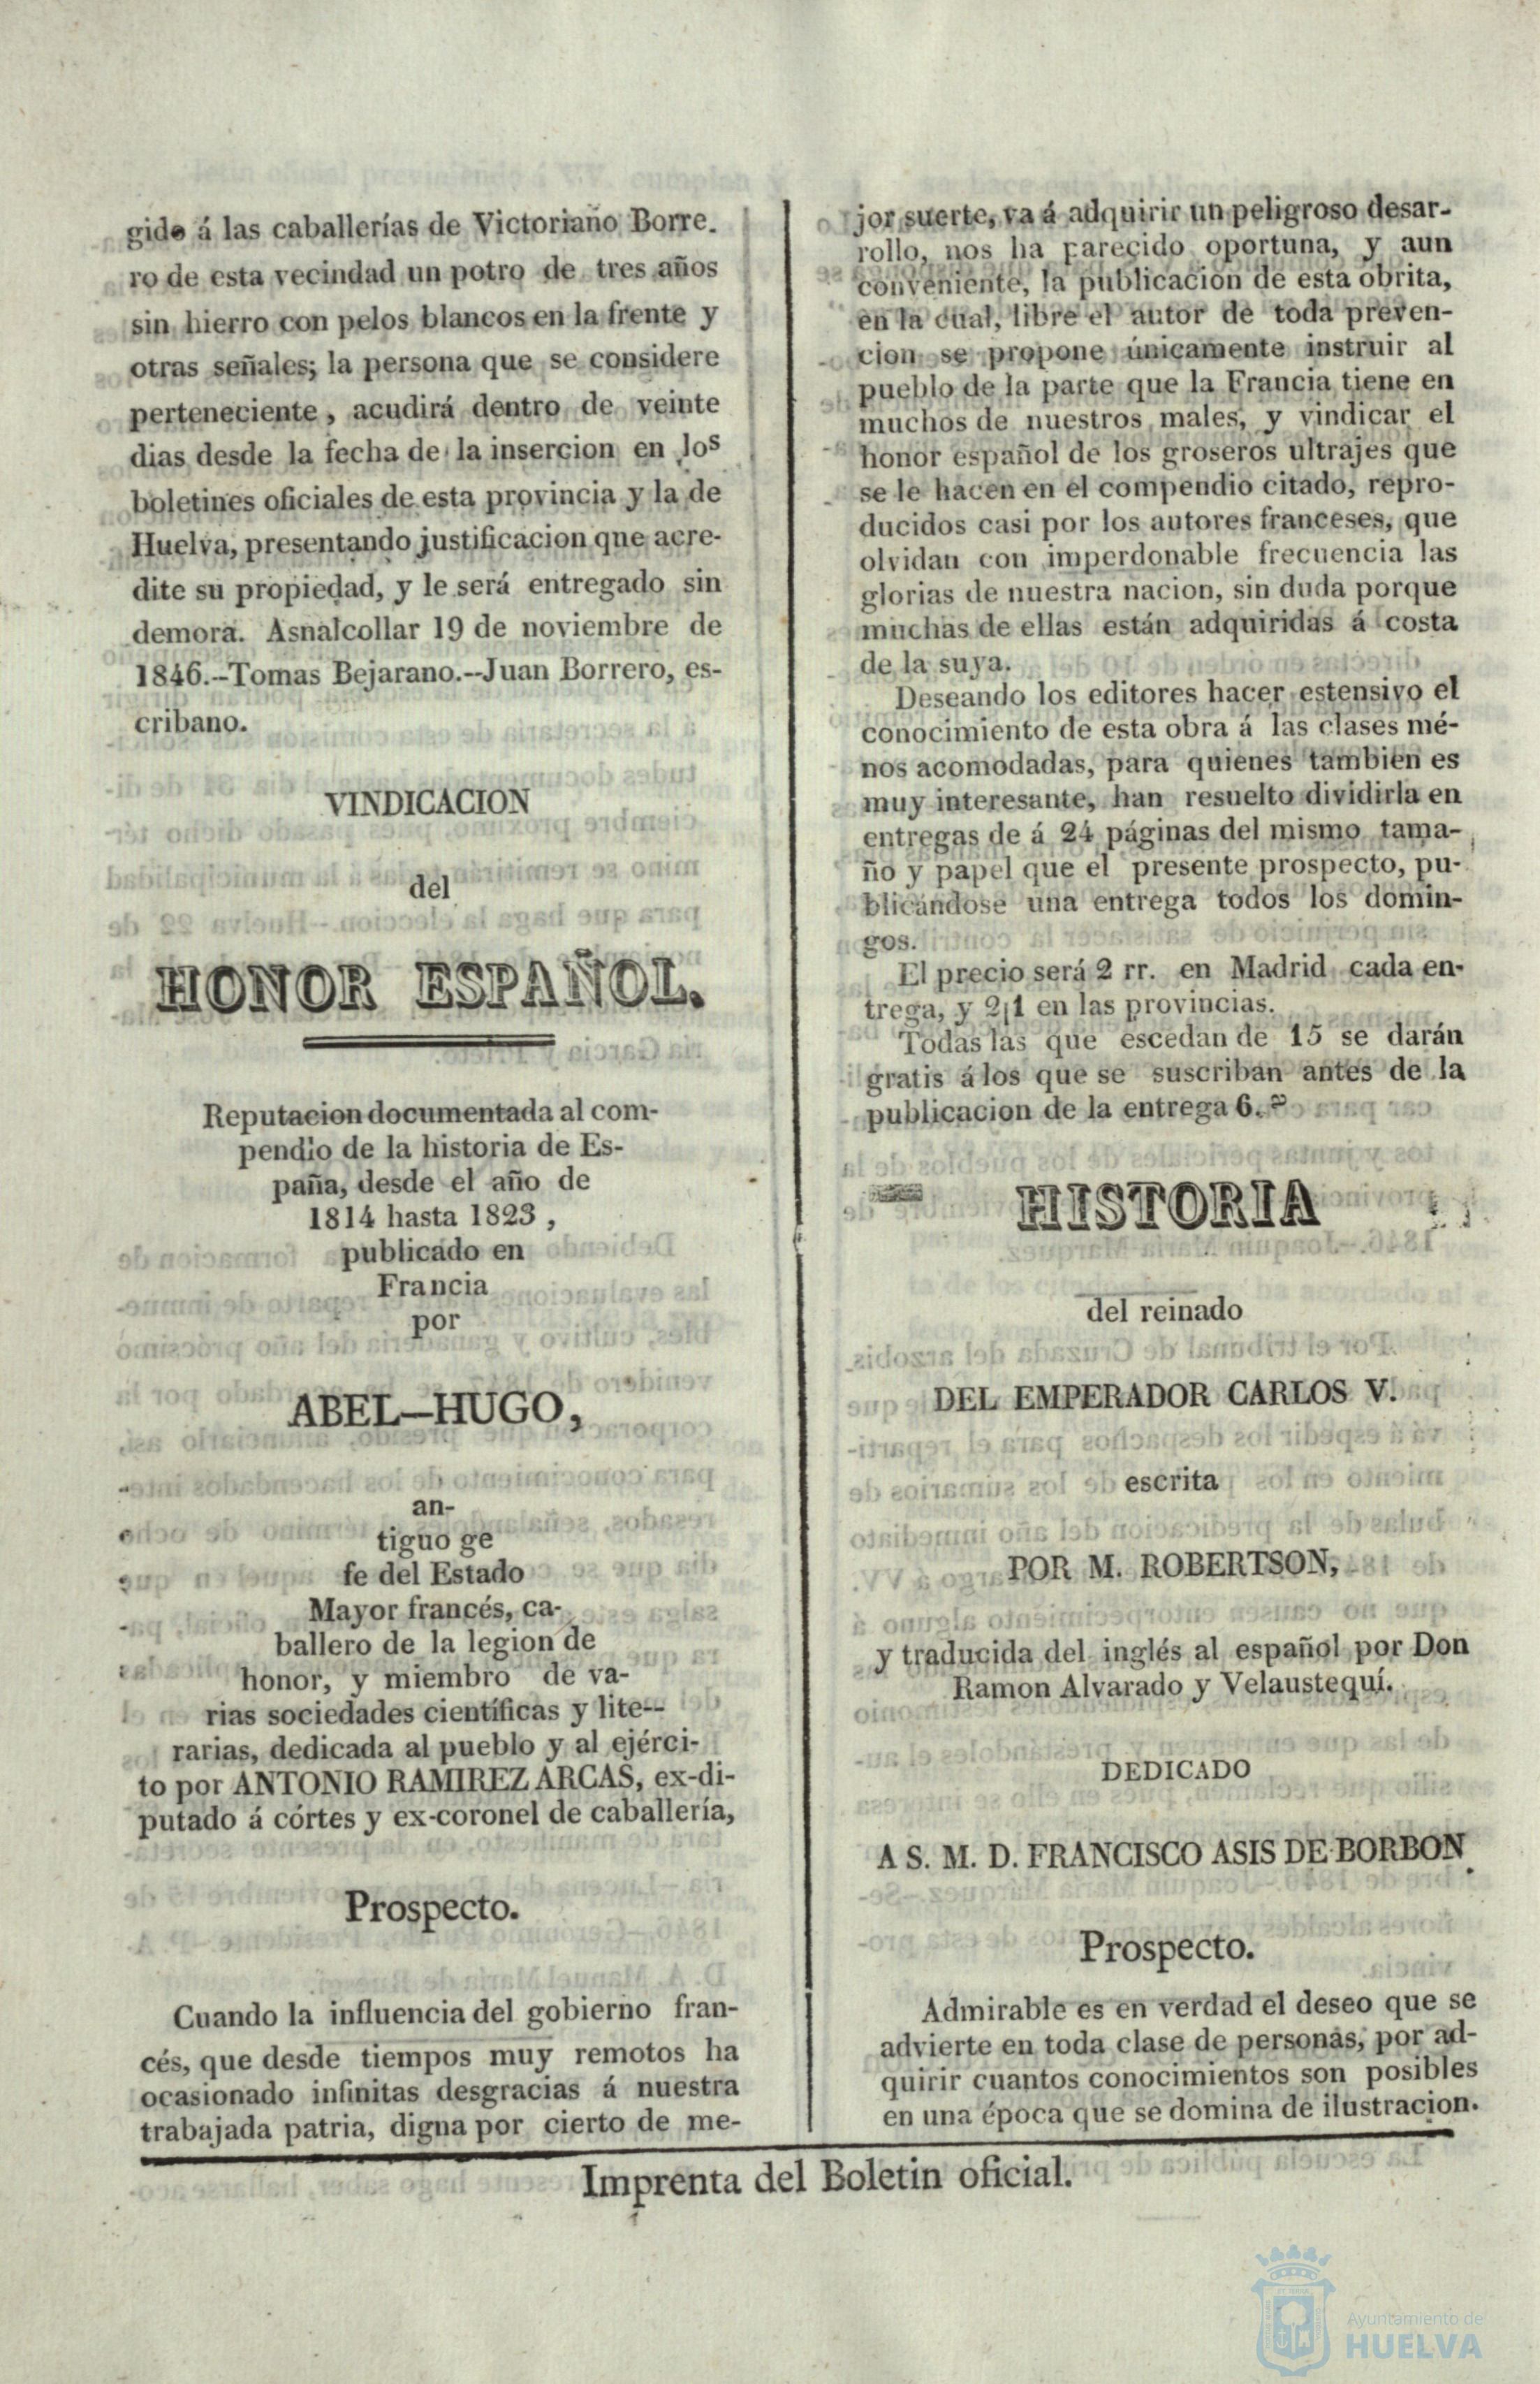 gido á las caballerías de Victoriano Borre.
ro de esta vecindad un potro de tres años
sin hierro con pelos blancos en la frente y
otras señales; la persona que se considere
perteneciente, acudirá dentro de veinte
dias desde la fecha de la insercion en los
boletines oficiales de esta provincia y la de
Huelva, presentando justificacion que acre-
dite su propiedad, y le será entregado sin
demora. Asnalcollar 19 de noviembre de
1846.--Tomas Bejarano.--Juan Borrero, es-
cribano.
VINDICACION
del
HONOR ESPAÑOL.
Reputacion documentada al com-
pendio de la historia de Es-
paña, desde el año de
1814 hasta 1823,
publicado en
Francia
por
ABEL-HUGO,
an-
tiguo ge
fe del Estado
Mayor francés, ca-
ballero de la legion de
honor, y miembro de va-
rias sociedades científicas y lite--
rarias, dedicada al pueblo y al ejérci-
to por ANTONIO RAMIREZ ARCAS, ex-di-
putado á córtes y ex-coronel de caballería,
Prospecto.
Cuando la influencia del gobierno fran-
cés, que desde tiempos muy remotos ha
ocasionado infinitas desgracias á nuestra
trabajada patria, digna por cierto de me-
jor suerte, va á adquirir un peligroso desar-
rollo, nos ha parecido oportuna, y aun
conveniente, la publicacion de esta obrita,
en la cual, libre el autor de toda preven-
cion se propone únicamente instruir al
pueblo de la parte que la Francia tiene en
muchos de nuestros males, y vindicar el
honor español de los groseros ultrajes que
se le hacen en el compendio citado, repro-
ducidos casi por los autores franceses, que
olvidan con imperdonable frecuencia las
glorias de nuestra nacion, sin duda porque
muchas de ellas están adquiridas á costa
de la suya.
Deseando los editores hacer estensivo el
conocimiento de esta obra á las clases mé-
nos acomodadas, para quienes tambien es
muy interesante, han resuelto dividirla en
entregas de á 24 páginas del mismo tama-
ño y papel que el presente prospecto, pu-
blicándose una entrega todos los domin-
gos.
El precio será 2 rr. en Madrid cada en-
trega, y 2¡1 en las provincias.
Todas las que escedan de 15 se darán
gratis á los que se suscriban antes de la
publicacion de la entrega 6.ª
HISTORIA
del reinado
DEL EMPERADOR CARLOS V.
escrita
POR M. ROBERTSON,
y traducida del inglés al español por Don
Ramon Alvarado y Velaustequí.
DEDICADO
A S. M. D. FRANCISCO ASIS DE BORBON.
Prospecto.
Admirable es en verdad el deseo que se
advierte en toda clase de personas, por ad-
quirir cuantos conocimientos son posibles
en una época que se domina de ilustracion.
Imprenta del Boletin oficial.
Ayuntamiento de
HUELVA